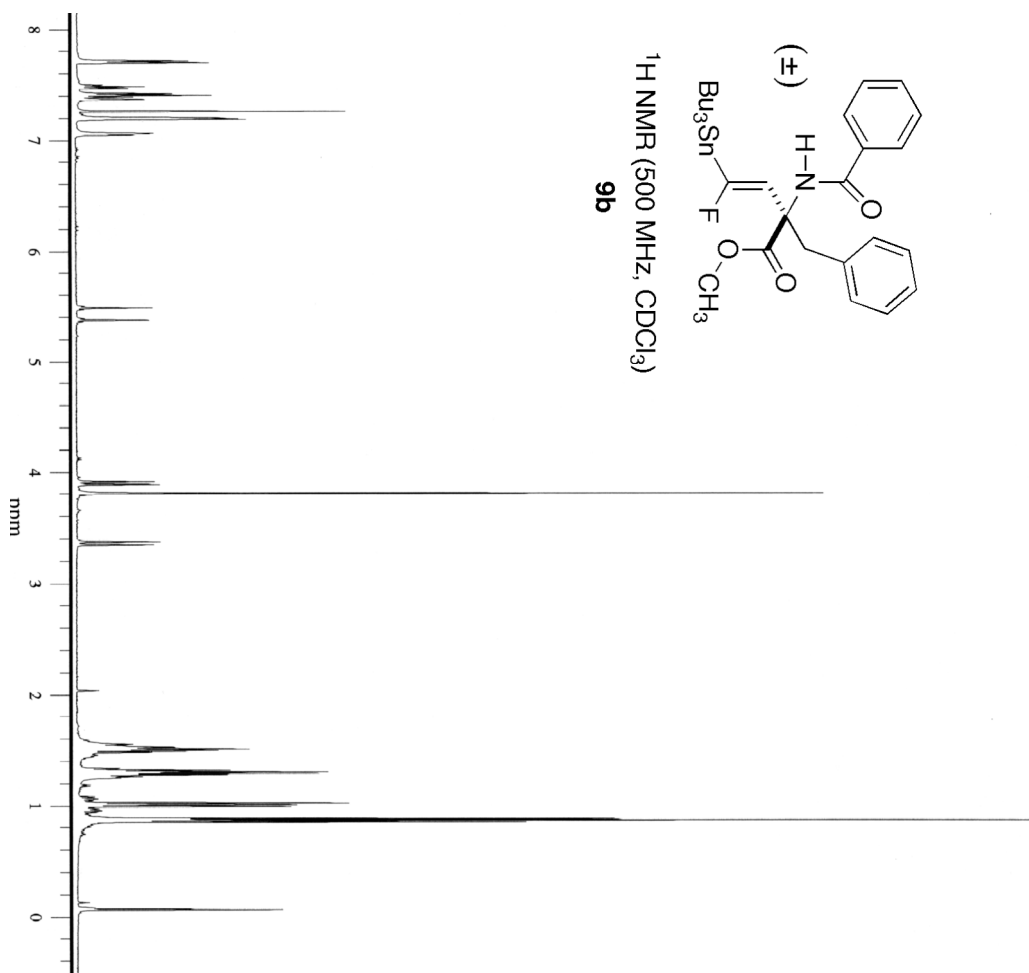 O
(±)
H–N
O
O
Bu₃Sn
F
CH₃
¹H NMR (500 MHz, CDCl₃)
9b
8 7 6 5 4 3 2 1 0
ppm